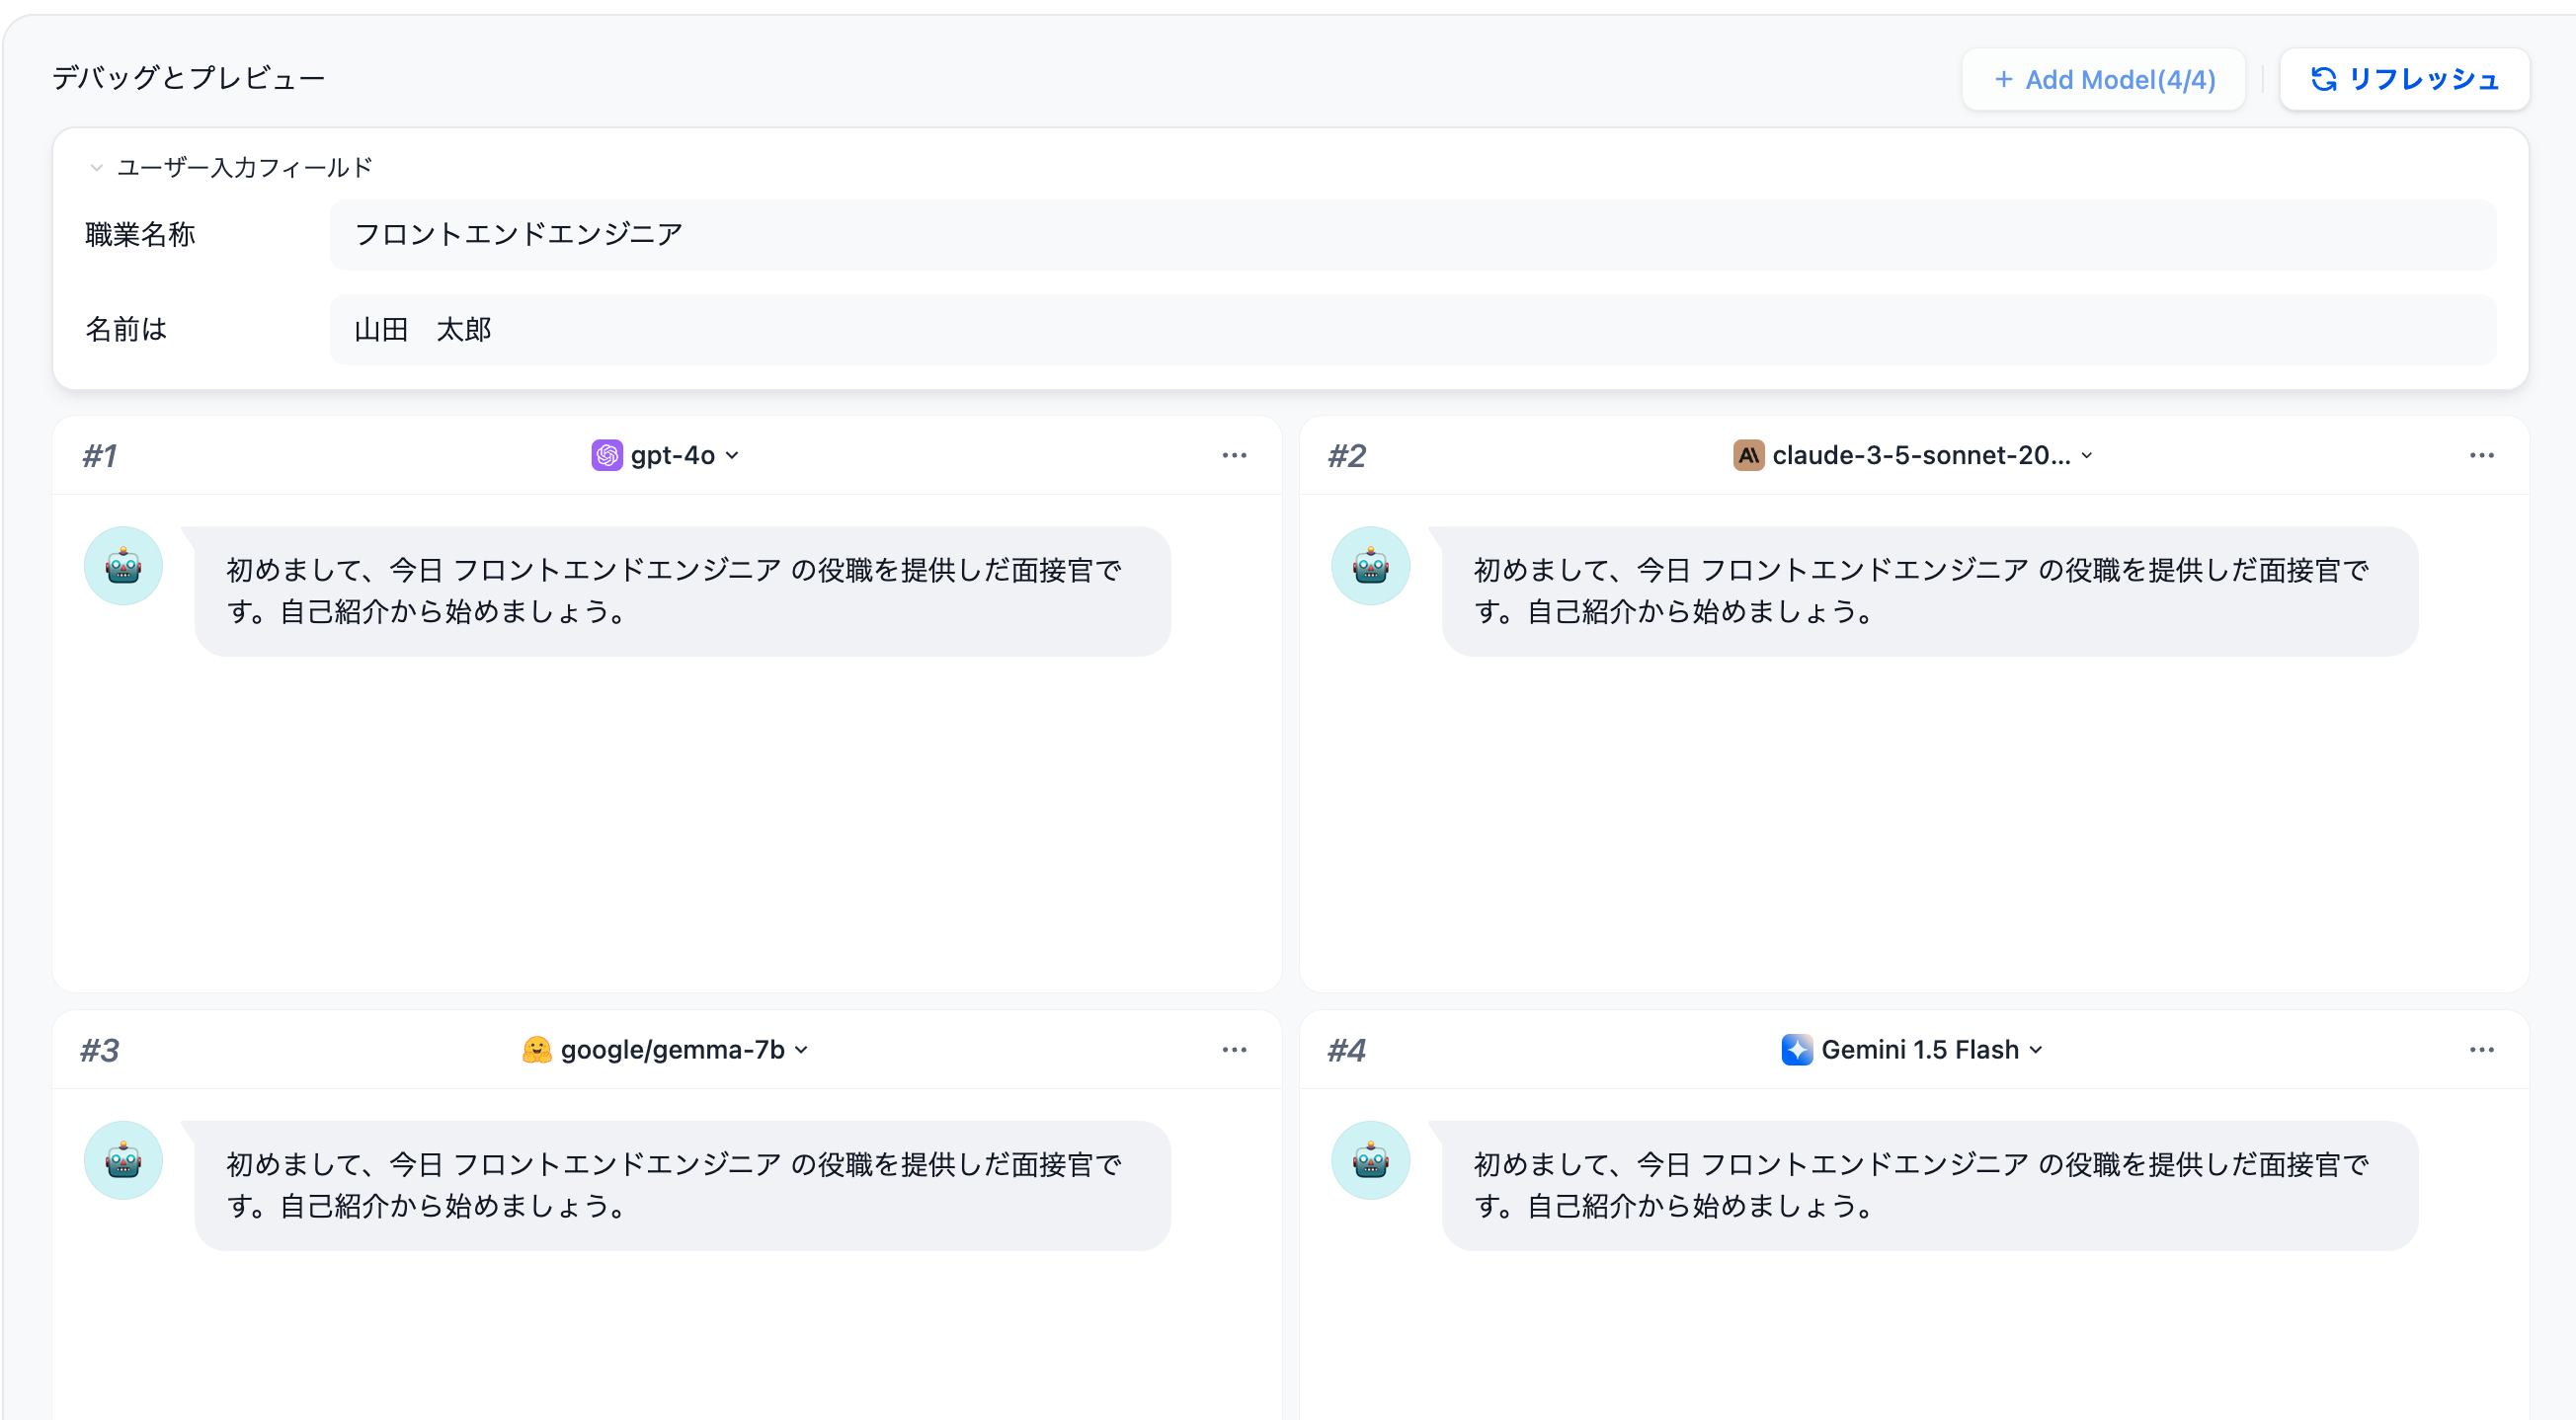 デバッグとプレビュー
+ Add Model(4/4)
リフレッシュ
ユーザー入力フィールド
職業名称
フロントエンドエンジニア
名前は
山田　太郎
#1
gpt-4o
#2
claude-3-5-sonnet-20...
初めまして、今日 フロントエンドエンジニア の役職を提供しだ面接官で
す。自己紹介から始めましょう。
初めまして、今日 フロントエンドエンジニア の役職を提供しだ面接官で
す。自己紹介から始めましょう。
#3
google/gemma-7b
#4
Gemini 1.5 Flash
初めまして、今日 フロントエンドエンジニア の役職を提供しだ面接官で
す。自己紹介から始めましょう。
初めまして、今日 フロントエンドエンジニア の役職を提供しだ面接官で
す。自己紹介から始めましょう。